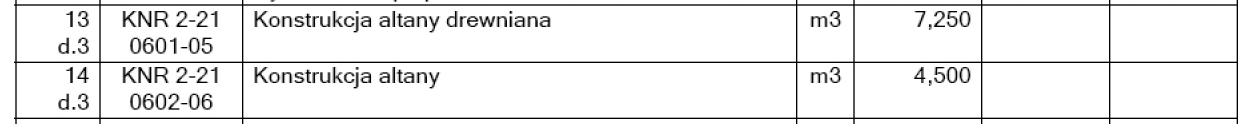 13 KNR 2-21 Konstrukcja altany drewniana m3 7,250
d.3 0601-05
14 KNR 2-21 Konstrukcja altany m3 4,500
d.3 0602-06